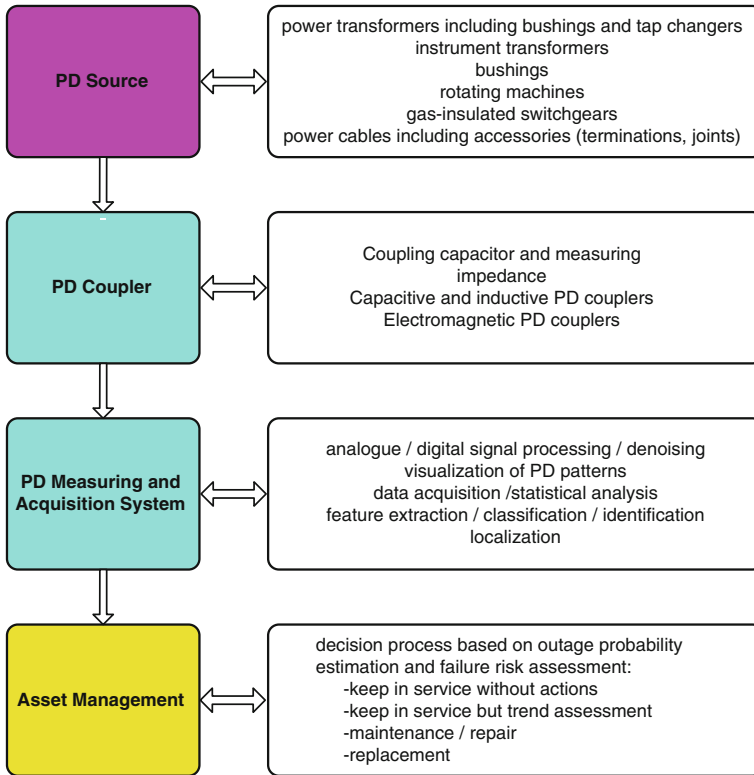 PD Source
power transformers including bushings and tap changers
instrument transformers
bushings
rotating machines
gas-insulated switchgears
power cables including accessories (terminations, joints)
PD Coupler
Coupling capacitor and measuring
impedance
Capacitive and inductive PD couplers
Electromagnetic PD couplers
PD Measuring and
Acquisition System
analogue / digital signal processing / denoising
visualization of PD patterns
data acquisition /statistical analysis
feature extraction / classification / identification
localization
Asset Management
decision process based on outage probability
estimation and failure risk assessment:
-keep in service without actions
-keep in service but trend assessment
-maintenance / repair
-replacement